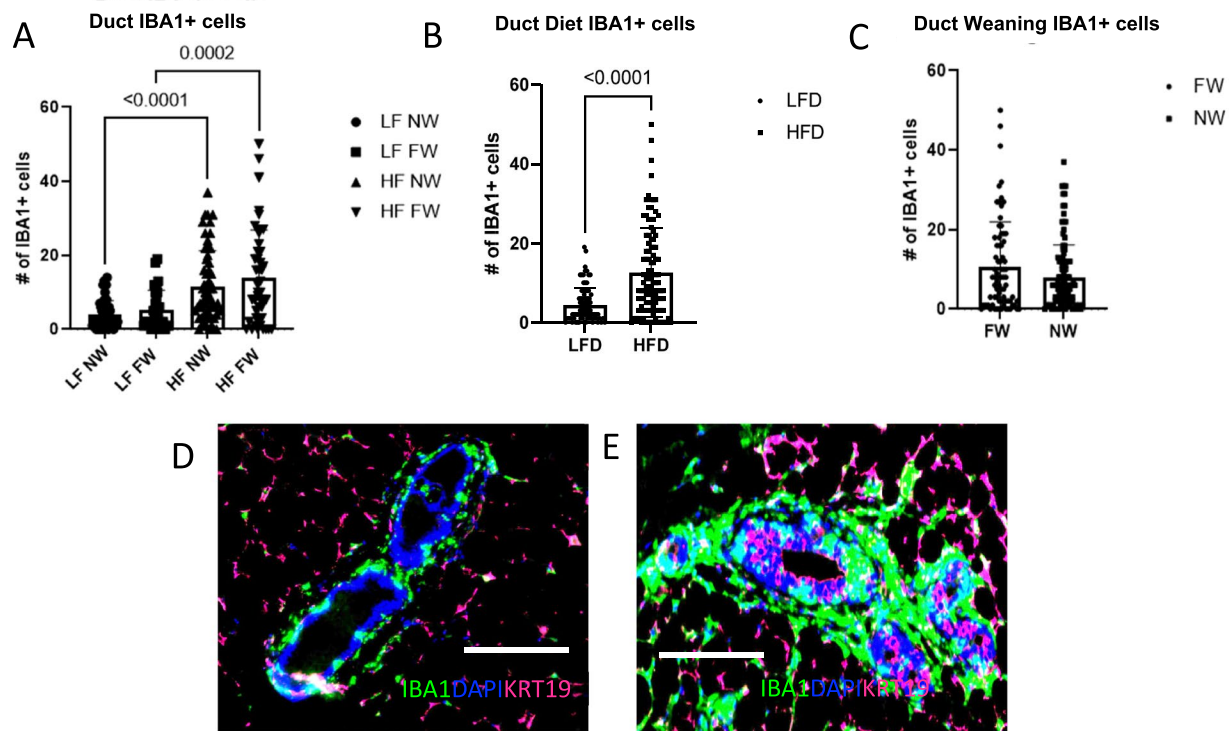 A
Duct IBA1+ cells
0.0002
<0.0001
60
40
20
0
# of IBA1+ cells
LF NW
LF FW
HF NW
HF FW
LF NW
LF FW
HF NW
HF FW
B
Duct Diet IBA1+ cells
<0.0001
60
40
20
0
# of IBA1+ cells
LFD
HFD
LFD
HFD
C
Duct Weaning IBA1+ cells
60
40
20
0
# of IBA1+ cells
FW
NW
FW
NW
D
IBA1DAPIKRT19
E
IBA1DAPIKRT19